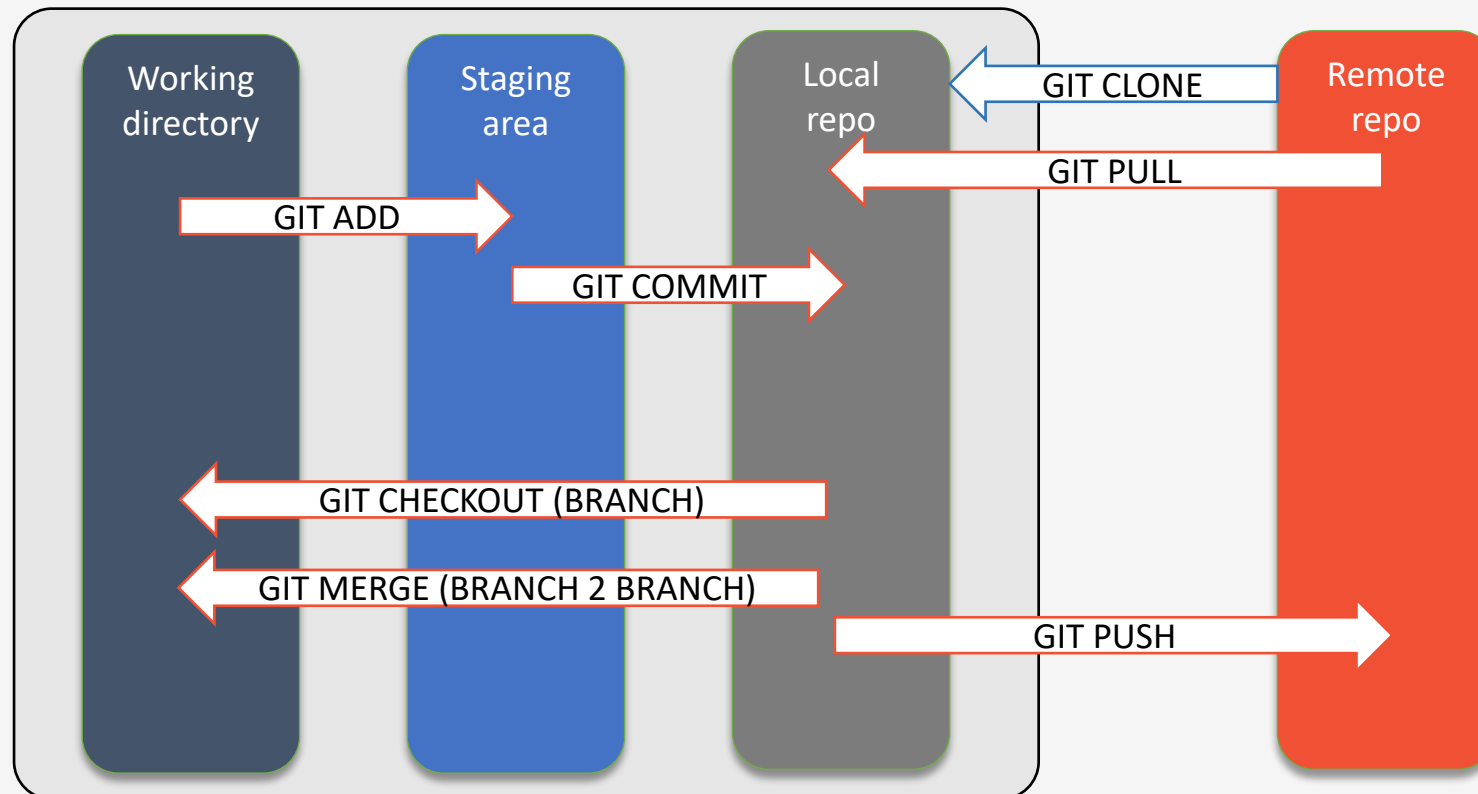 Working
directory
Staging
area
Local
repo
Remote
repo
GIT CLONE
GIT PULL
GIT ADD
GIT COMMIT
GIT CHECKOUT (BRANCH)
GIT MERGE (BRANCH 2 BRANCH)
GIT PUSH